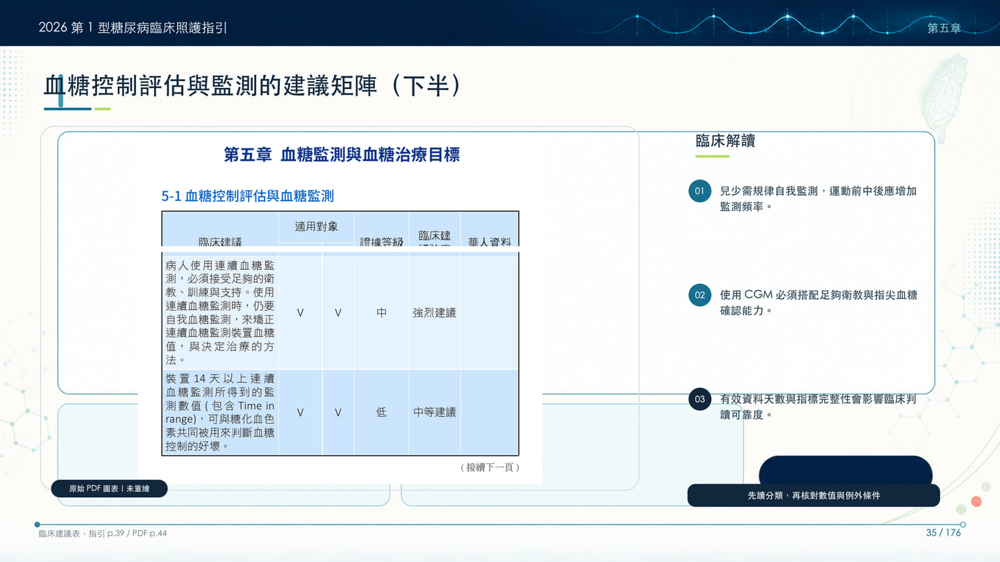 2026 第 1 型糖尿病臨床照護指引
第五章
血糖控制評估與監測的建議矩陣（下半）
第五章 血糖監測與血糖治療目標
5-1 血糖控制評估與血糖監測
適用對象
臨床建議
證據等級
臨床建
華人資料
病人使用連續血糖監
測，必須接受足夠的衛
教、訓練與支持。使用
連續血糖監測時，仍要
自我血糖監測，來矯正
連續血糖監測裝置血糖
值，與決定治療的方
法。
V
V
中
強烈建議
裝置 14 天以上連續
血糖監測所得到的監
測數值 ( 包含 Time in
range)，可與糖化血色
素共同被用來判斷血糖
控制的好壞。
V
V
低
中等建議
（接續下一頁）
原始 PDF 圖表｜未重繪
臨床解讀
01
兒少需規律自我監測，運動前中後應增加
監測頻率。
02
使用 CGM 必須搭配足夠衛教與指尖血糖
確認能力。
03
有效資料天數與指標完整性會影響臨床判
讀可靠度。
先讀分類，再核對數值與例外條件
臨床建議表，指引 p.39 / PDF p.44
35 / 176